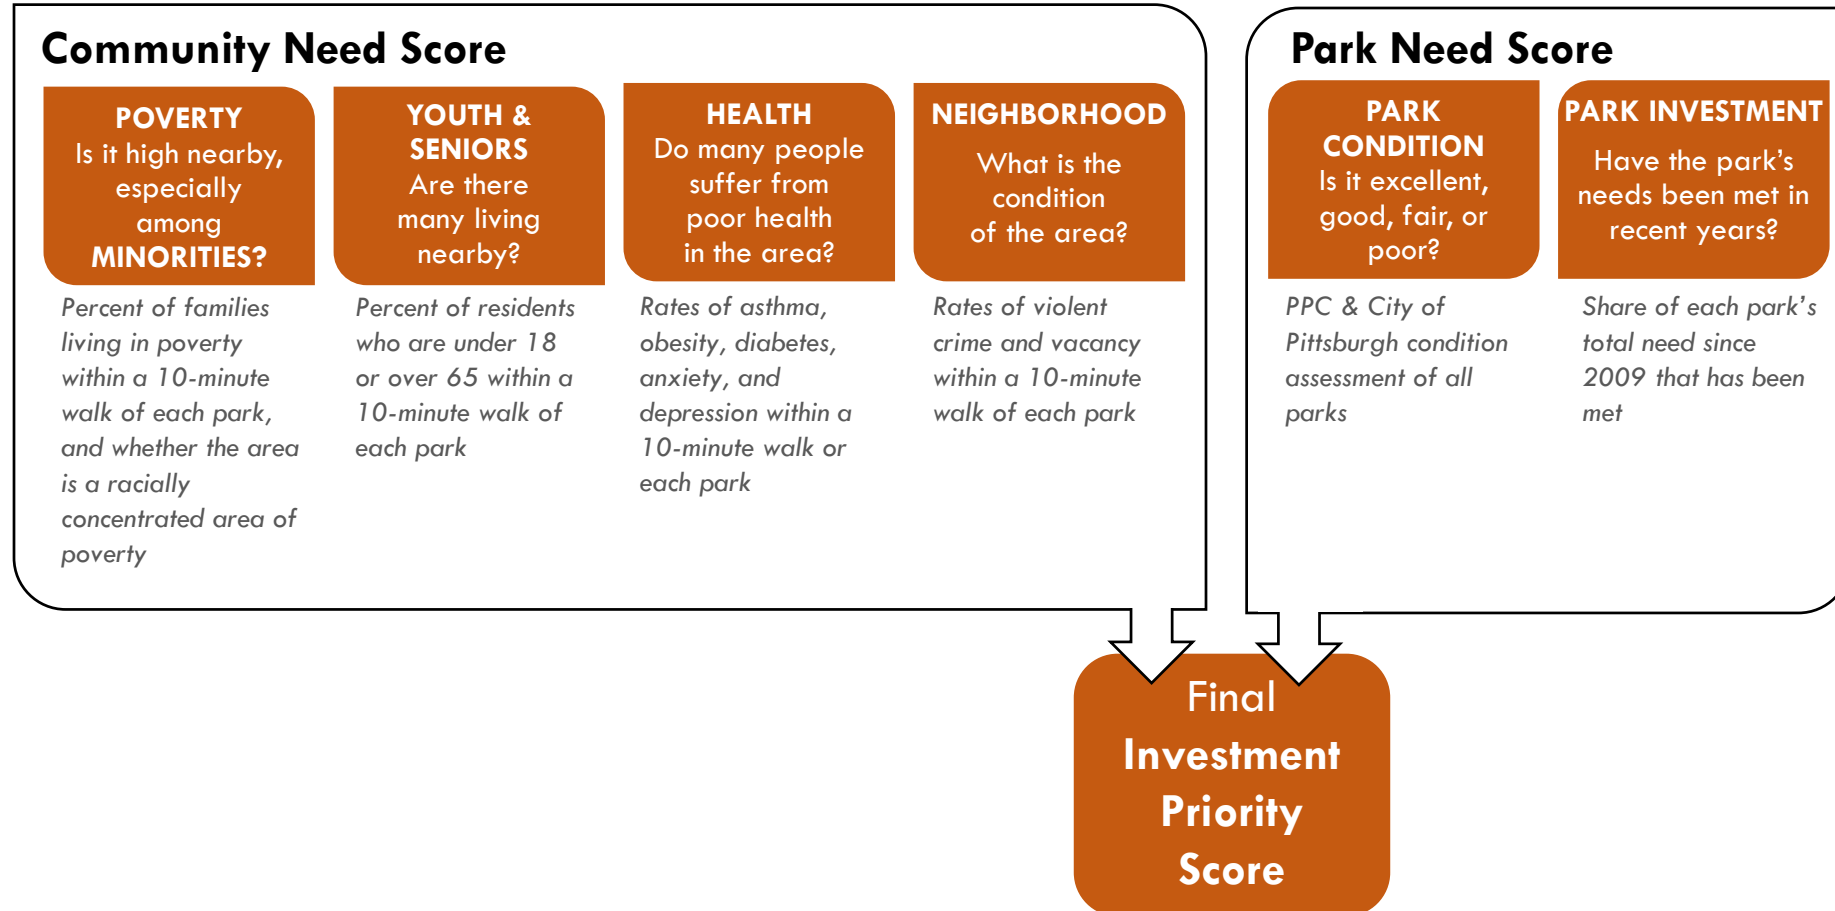 Community Need Score
POVERTY
Is it high nearby,
especially
among
MINORITIES?
Percent of families
living in poverty
within a 10-minute
walk of each park,
and whether the area
is a racially
concentrated area of
poverty
YOUTH &
SENIORS
Are there
many living
nearby?
Percent of residents
who are under 18
or over 65 within a
10-minute walk of
each park
HEALTH
Do many people
suffer from
poor health
in the area?
Rates of asthma,
obesity, diabetes,
anxiety, and
depression within a
10-minute walk or
each park
NEIGHBORHOOD
What is the
condition
of the area?
Rates of violent
crime and vacancy
within a 10-minute
walk of each park
Park Need Score
PARK
CONDITION
Is it excellent,
good, fair, or
poor?
PPC & City of
Pittsburgh condition
assessment of all
parks
PARK INVESTMENT
Have the park’s
needs been met in
recent years?
Share of each park’s
total need since
2009 that has been
met
Final
Investment
Priority
Score